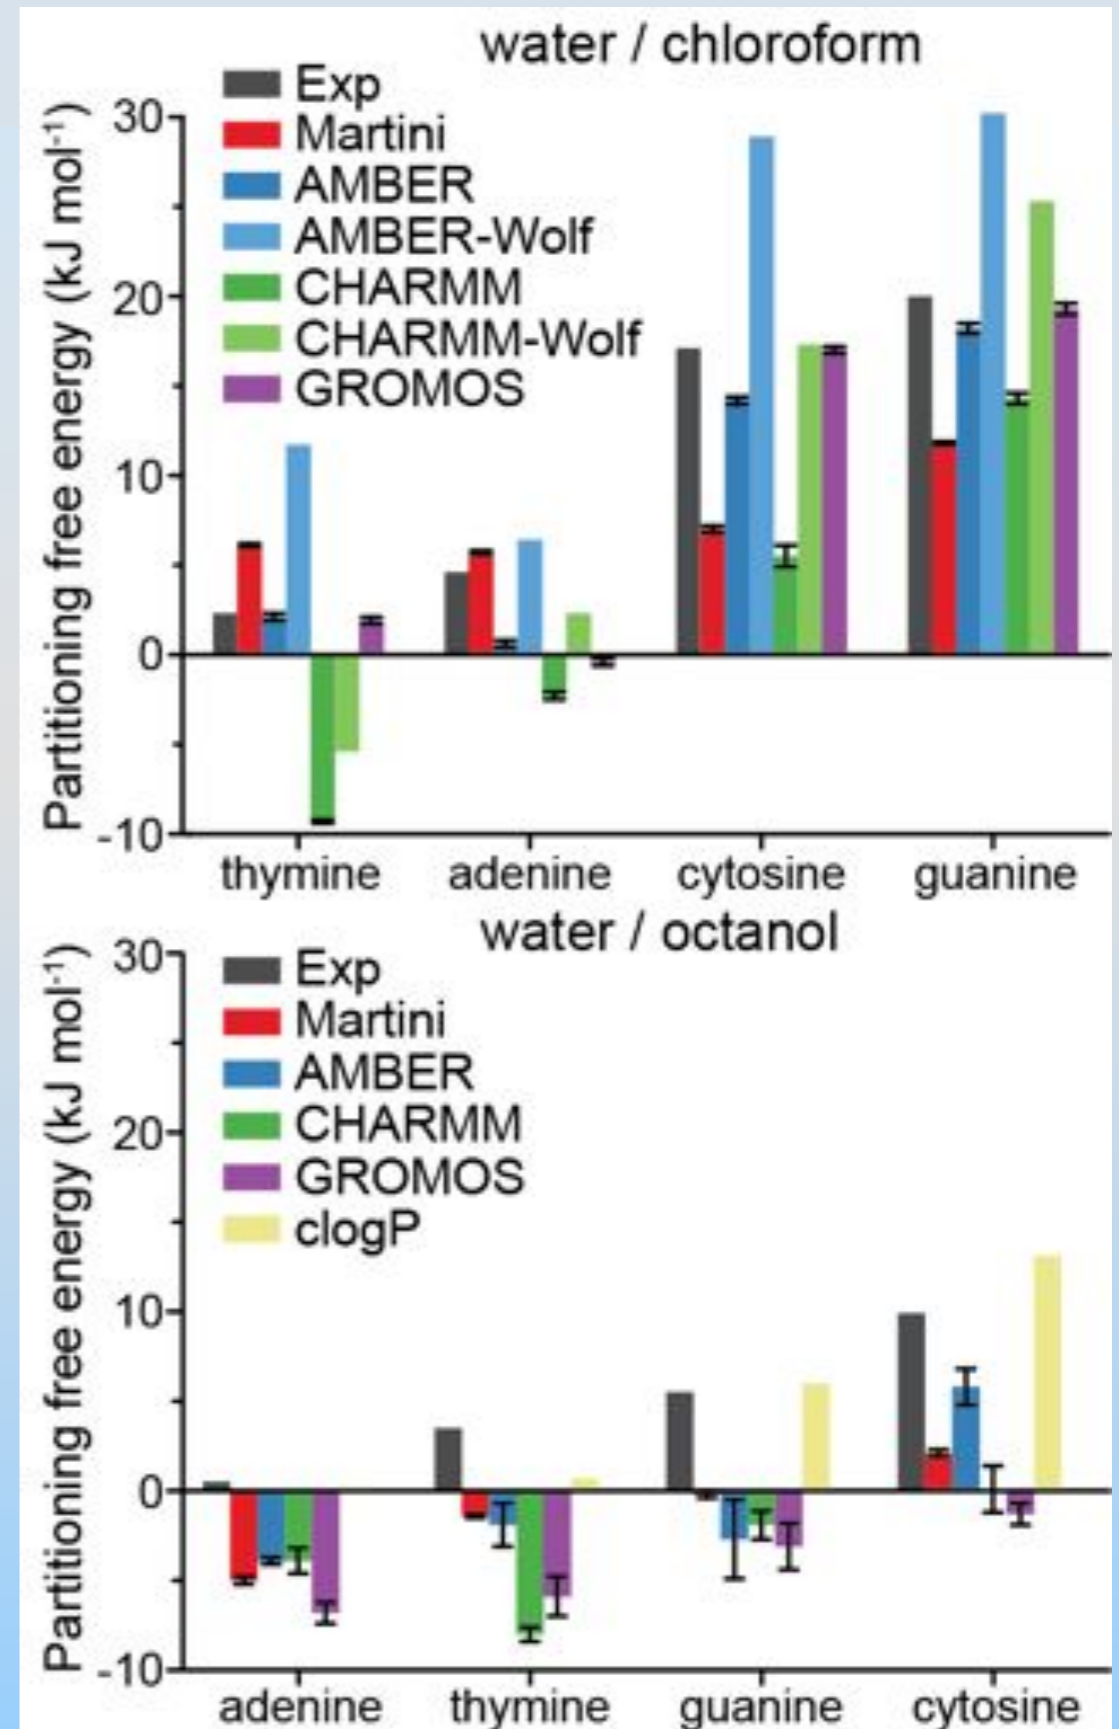 water / chloroform
Exp
Martini
AMBER
AMBER-Wolf
CHARMM
CHARMM-Wolf
GROMOS
Partitioning free energy (kJ mol⁻¹)
30
20
10
0
-10
thymine adenine cytosine guanine
water / octanol
Exp
Martini
AMBER
CHARMM
GROMOS
clogP
Partitioning free energy (kJ mol⁻¹)
30
20
10
0
-10
adenine thymine guanine cytosine